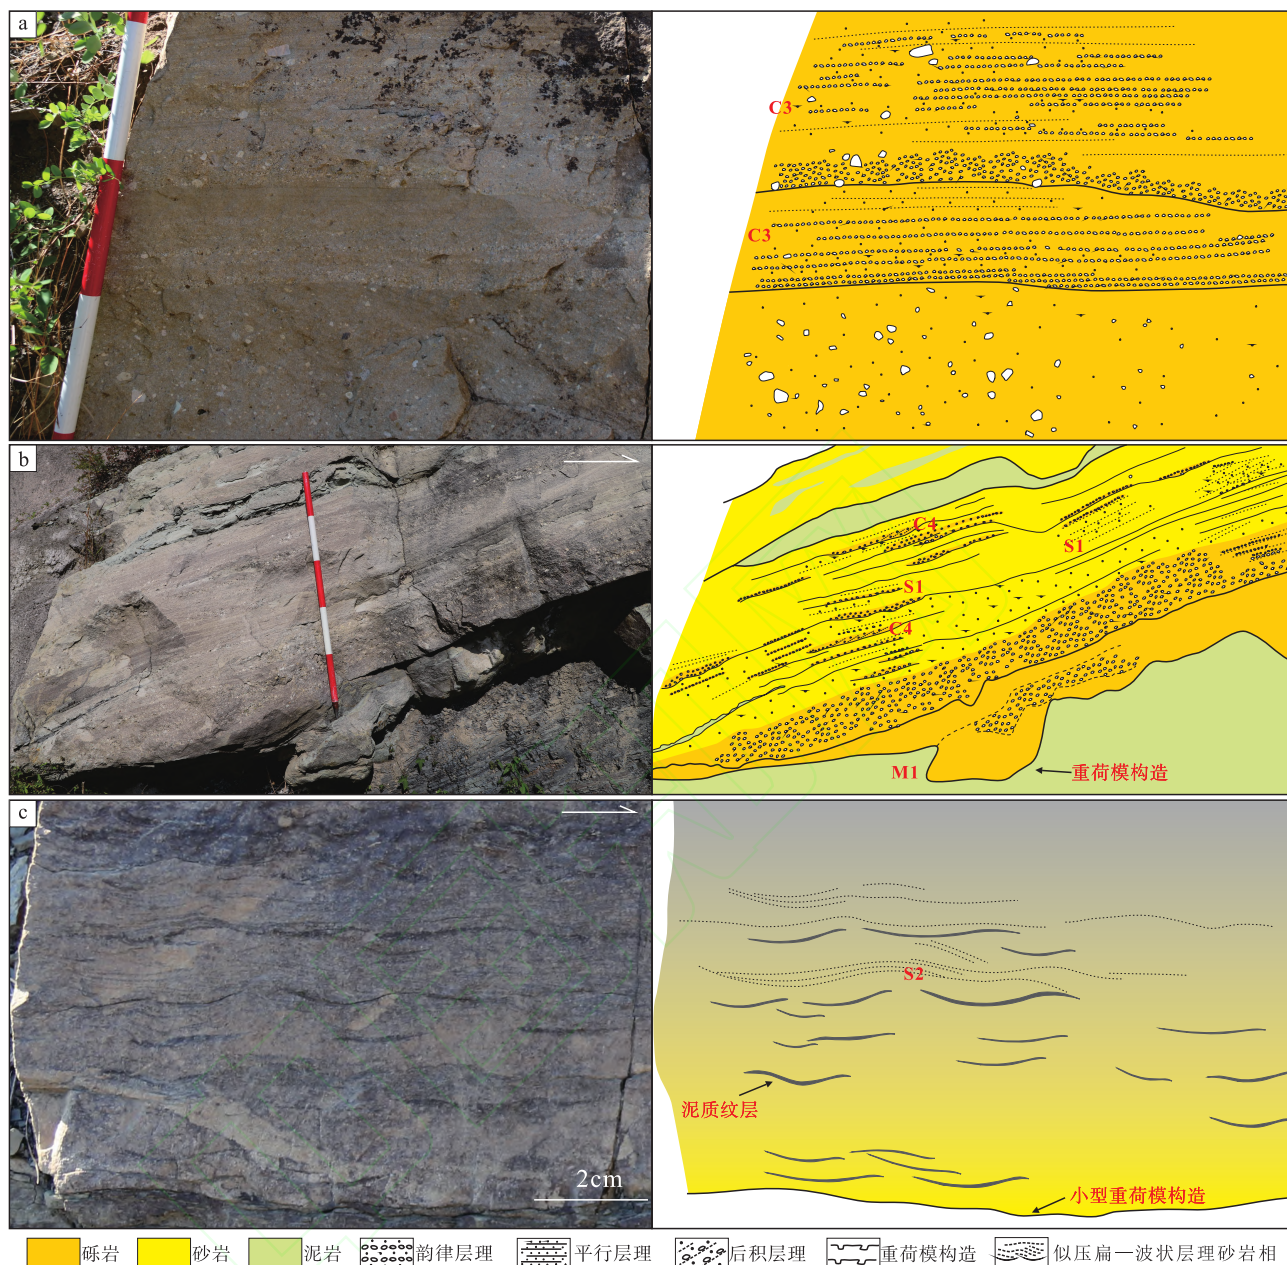 a
C3
C3
b
C4
S1
S1
C4
M1
重荷模构造
c
S2
泥质纹层
2cm
小型重荷模构造
砾岩
砂岩
泥岩
韵律层理
平行层理
后积层理
重荷模构造
似压扁—波状层理砂岩相